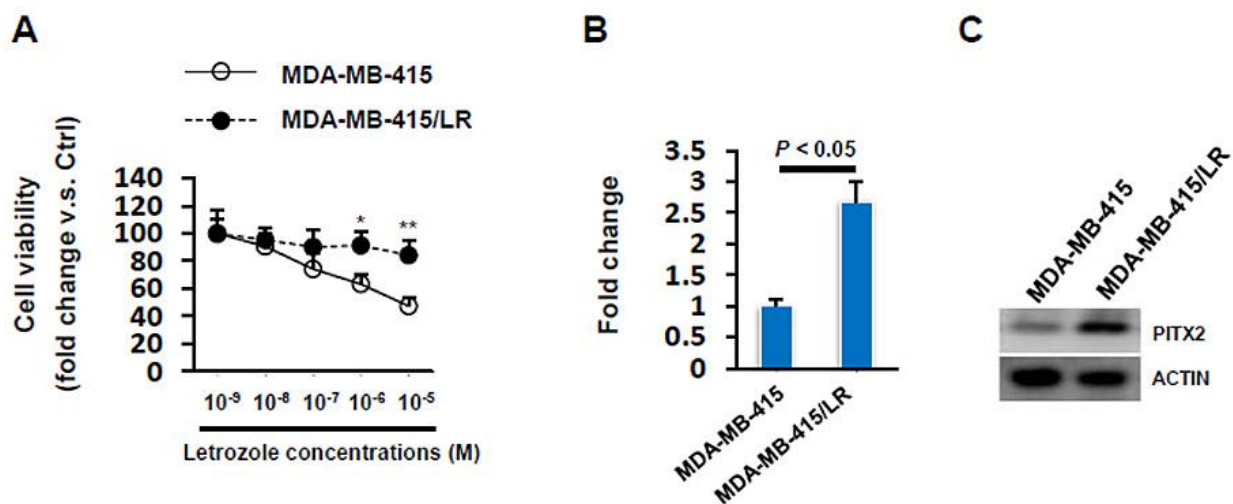 A
MDA-MB-415
MDA-MB-415/LR
Cell viability
(fold change v.s. Ctrl)
140
120
100
80
60
40
20
0
*
**
10-9 10-8 10-7 10-6 10-5
Letrozole concentrations (M)
B
Fold change
3.5
3
2.5
2
1.5
1
0.5
0
P < 0.05
MDA-MB-415
MDA-MB-415/LR
C
MDA-MB-415
MDA-MB-415/LR
PITX2
ACTIN